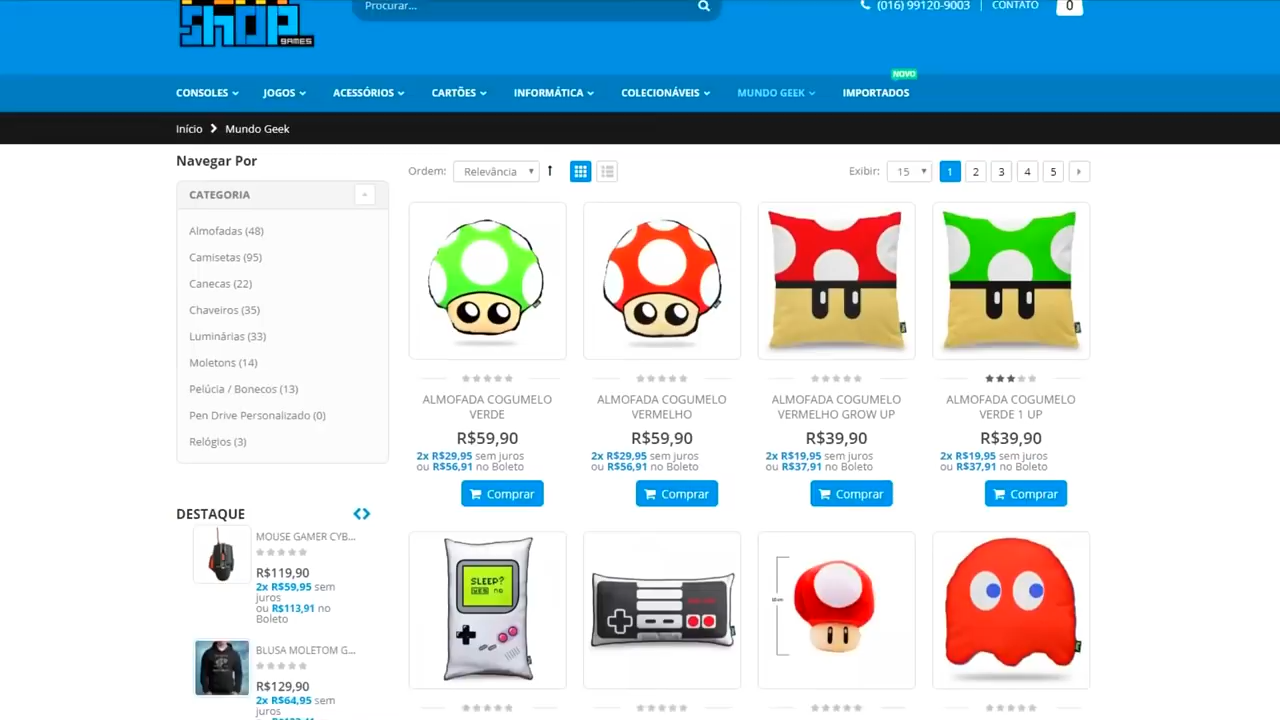 SHOP
GAMES
Procurar...
(016) 99120-9003
CONTATO
0
NOVO
CONSOLES
JOGOS
ACESSÓRIOS
CARTÕES
INFORMÁTICA
COLECIONÁVEIS
MUNDO GEEK
IMPORTADOS
Início
Mundo Geek
Navegar Por
CATEGORIA
Almofadas (48)
Camisetas (95)
Canecas (22)
Chaveiros (35)
Luminárias (33)
Moletons (14)
Pelúcia / Bonecos (13)
Pen Drive Personalizado (0)
Relógios (3)
DESTAQUE
MOUSE GAMER CYB...
R$119,90
2x R$59,95 sem
juros
ou R$113,91 no
Boleto
BLUSA MOLETOM G...
R$129,90
2x R$64,95 sem
juros
Ordem:
Relevância
Exibir:
15
1
2
3
4
5
ALMOFADA COGUMELO
VERDE
R$59,90
2x R$29,95 sem juros
ou R$56,91 no Boleto
Comprar
ALMOFADA COGUMELO
VERMELHO
R$59,90
2x R$29,95 sem juros
ou R$56,91 no Boleto
Comprar
ALMOFADA COGUMELO
VERMELHO GROW UP
R$39,90
2x R$19,95 sem juros
ou R$37,91 no Boleto
Comprar
ALMOFADA COGUMELO
VERDE 1 UP
R$39,90
2x R$19,95 sem juros
ou R$37,91 no Boleto
Comprar
SLEEP?
YES no